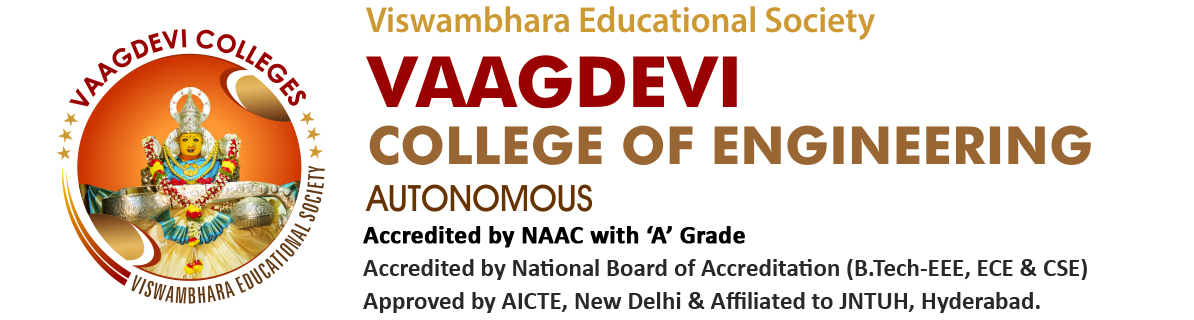 VAAGDEVI COLLEGES
VISWAMBHARA EDUCATIONAL SOCIETY
Viswambhara Educational Society
VAAGDEVI
COLLEGE OF ENGINEERING
AUTONOMOUS
Accredited by NAAC with ‘A’ Grade
Accredited by National Board of Accreditation (B.Tech-EEE, ECE & CSE)
Approved by AICTE, New Delhi & Affiliated to JNTUH, Hyderabad.